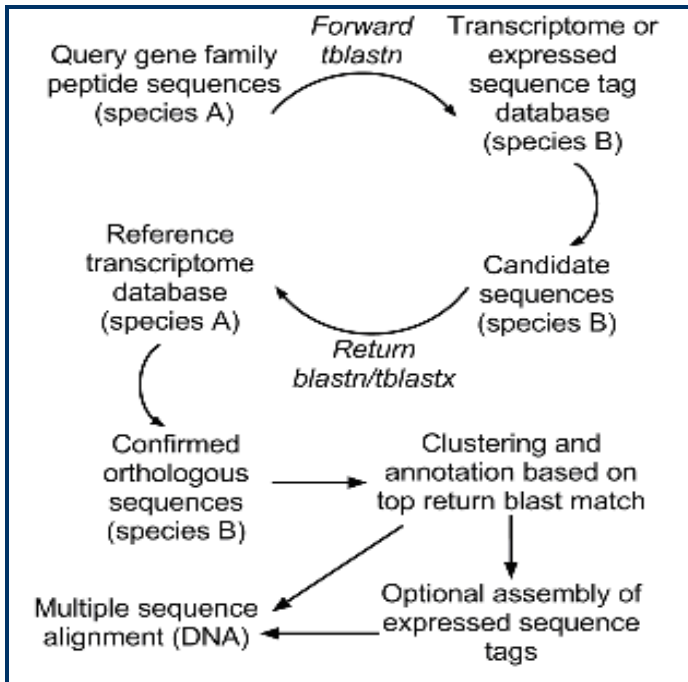 Query gene family
peptide sequences
(species A)
Forward
tblastn
Transcriptome or
expressed
sequence tag
database
(species B)
Candidate
sequences
(species B)
Return
blastn/tblastx
Reference
transcriptome
database
(species A)
Confirmed
orthologous
sequences
(species B)
Clustering and
annotation based on
top return blast match
Optional assembly of
expressed sequence
tags
Multiple sequence
alignment (DNA)